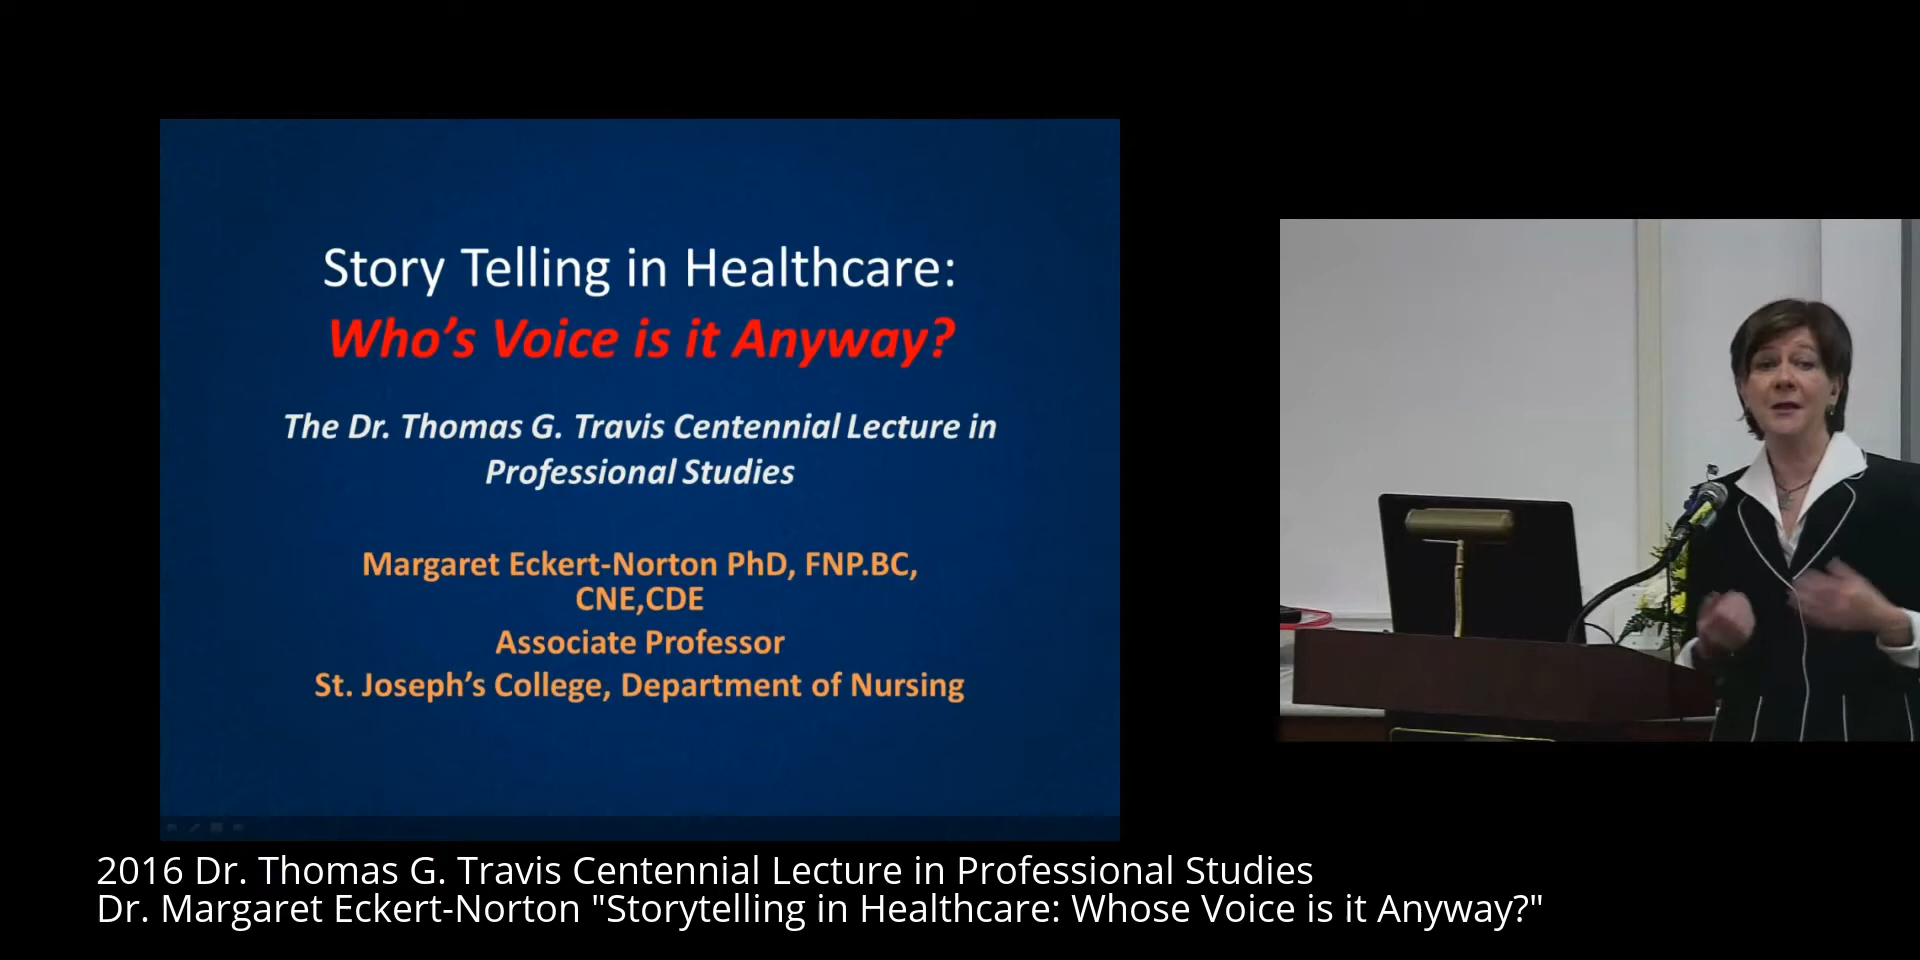 Story Telling in Healthcare:
Who’s Voice is it Anyway?
The Dr. Thomas G. Travis Centennial Lecture in
Professional Studies
Margaret Eckert-Norton PhD, FNP.BC,
CNE,CDE
Associate Professor
St. Joseph’s College, Department of Nursing
2016 Dr. Thomas G. Travis Centennial Lecture in Professional Studies
Dr. Margaret Eckert-Norton "Storytelling in Healthcare: Whose Voice is it Anyway?"